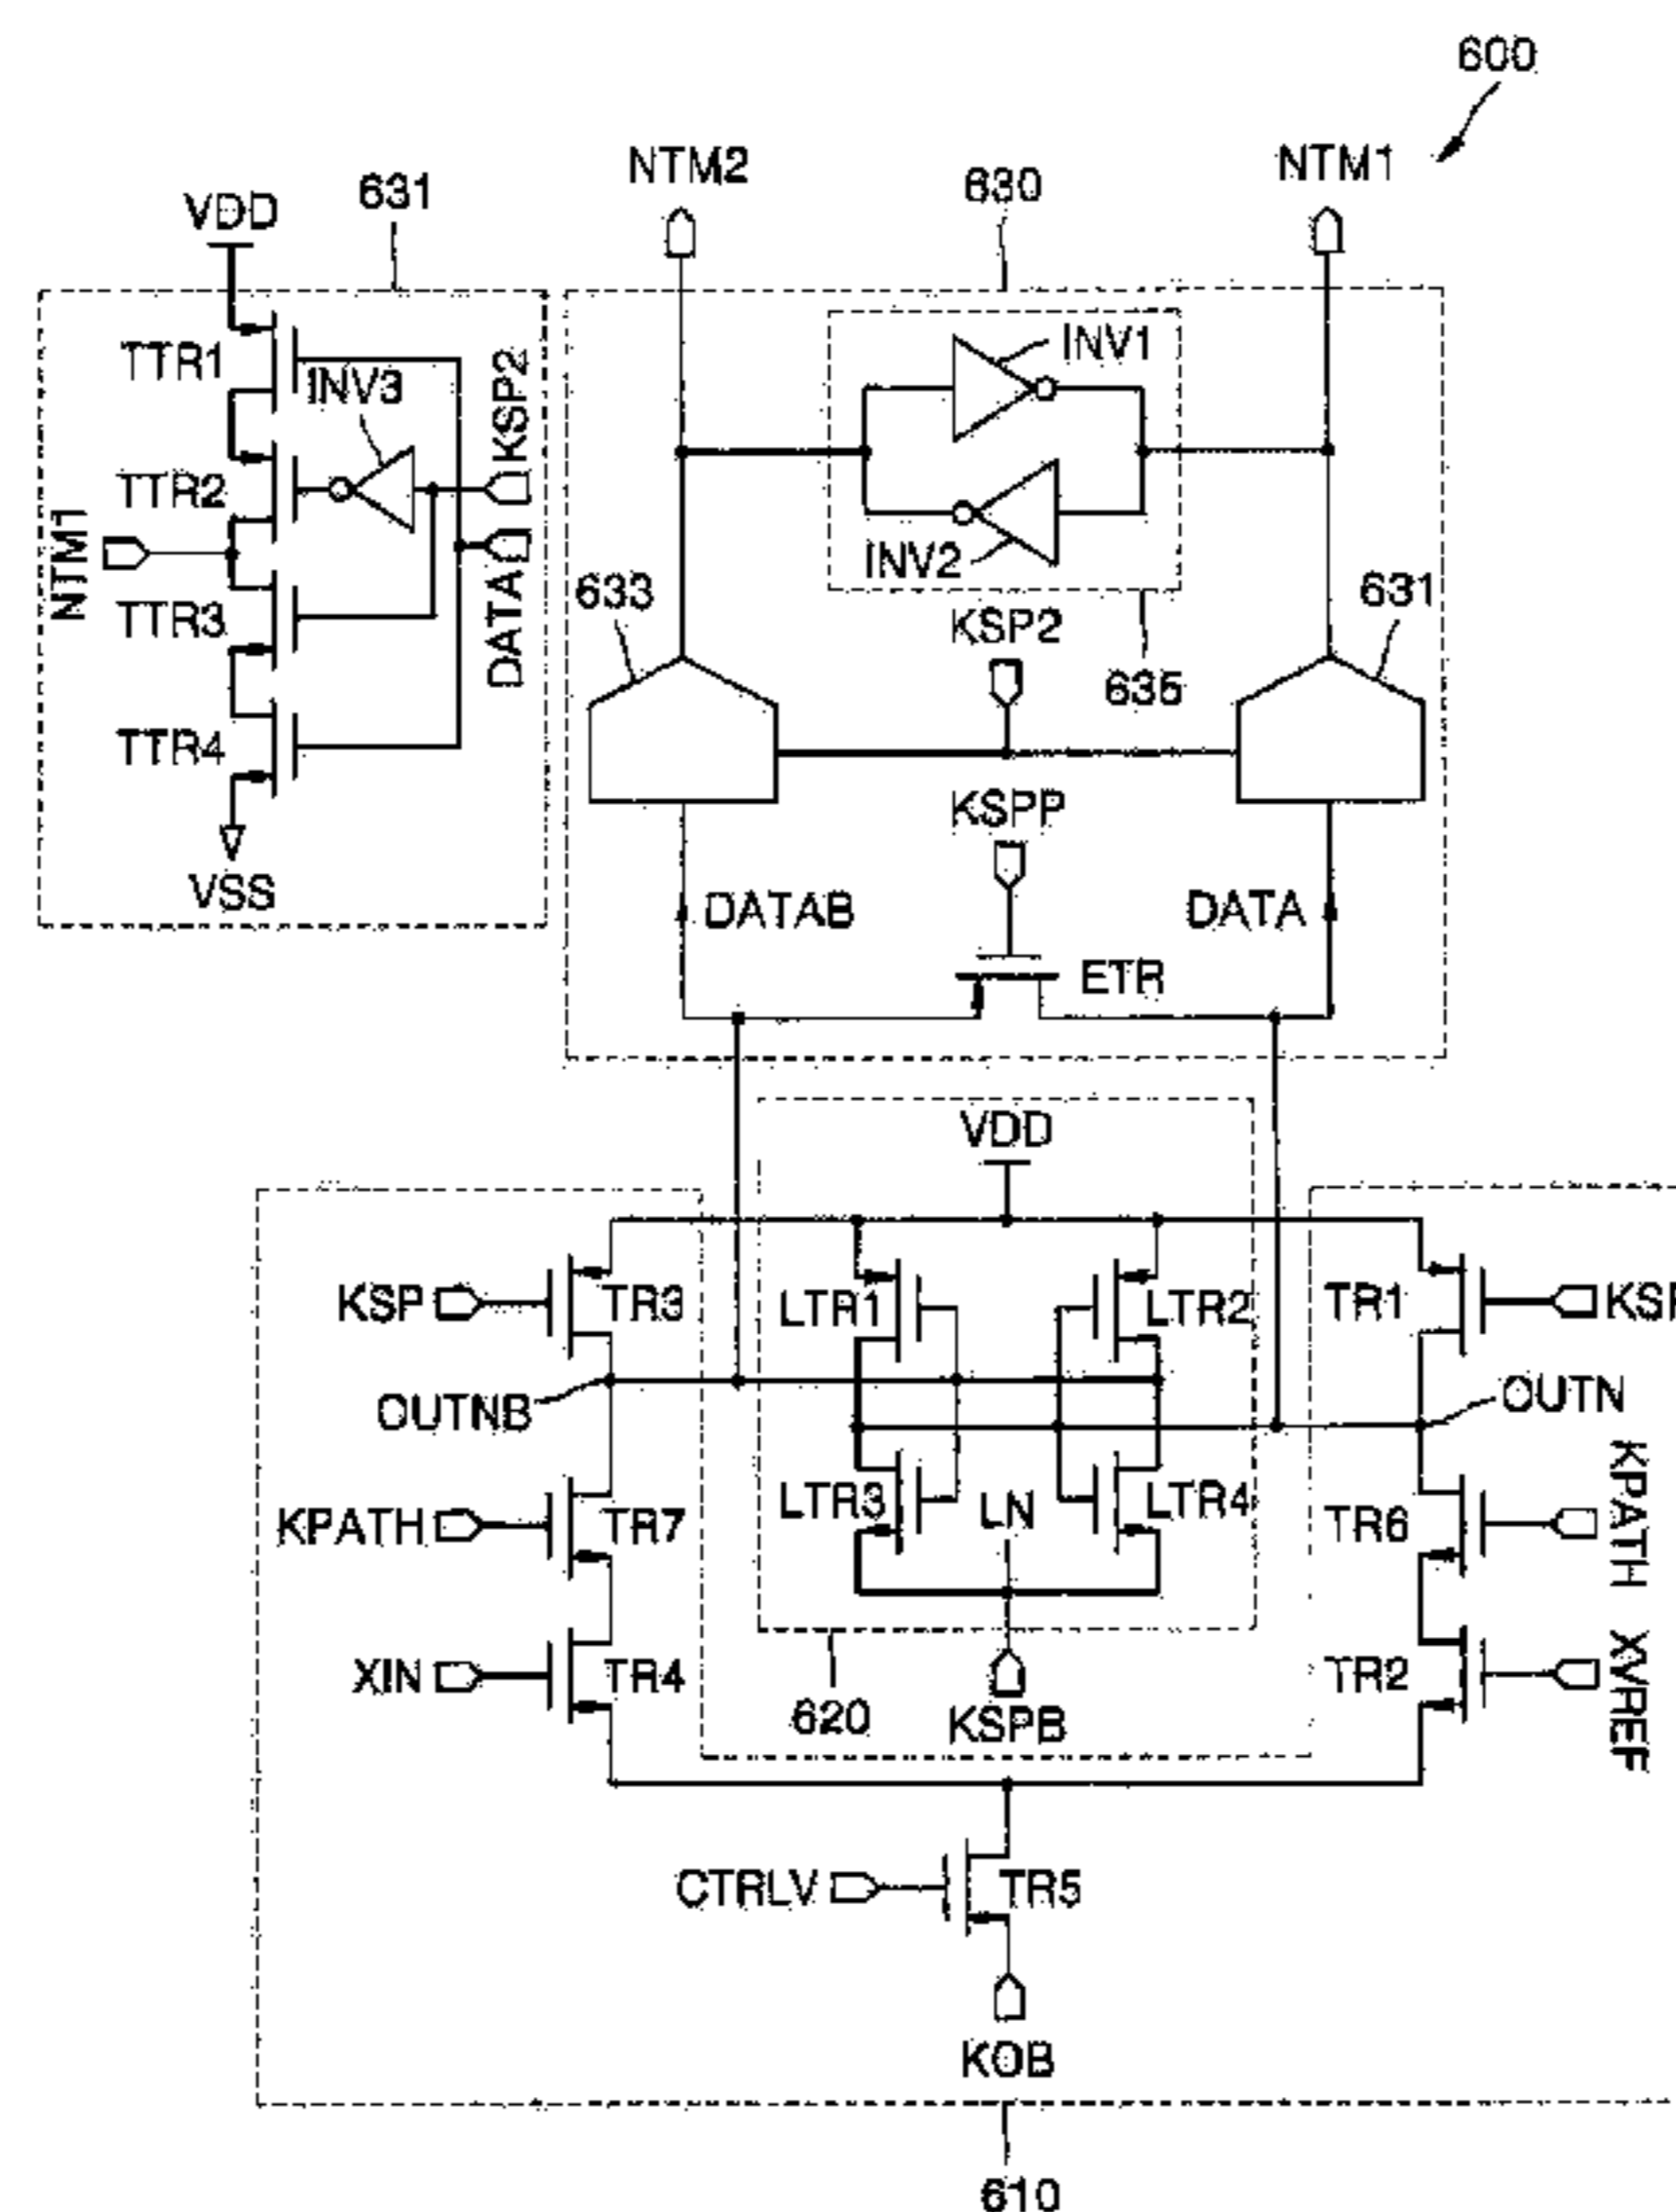 600
NTM2
630
NTM1
VDD
631
TTR1
INV3
KSP2
INV1
TTR2
NTM1
INV2
DATA
TTR3
633
KSP2
631
635
TTR4
VSS
KSPP
DATAB
DATA
ETR
VDD
KSP
TR3
LTR1
LTR2
TR1
OUTNB
OUTN
KPATH
TR7
LTR3
LN
LTR4
TR6
KPATH
XIN
TR4
620
KSPB
TR2
XVREF
CTRLV
TR5
KOB
610